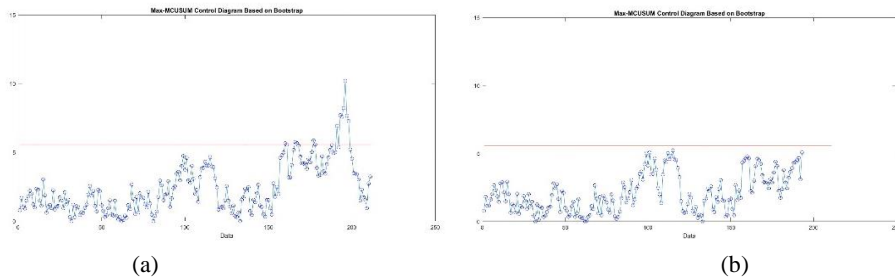 Max-MCUSUM Control Diagram Based on Bootstrap
15
10
5
0
0 50 100 150 200 250
Data
(a)
Max-MCUSUM Control Diagram Based on Bootstrap
15
10
5
0
0 50 100 150 200
Data
(b)